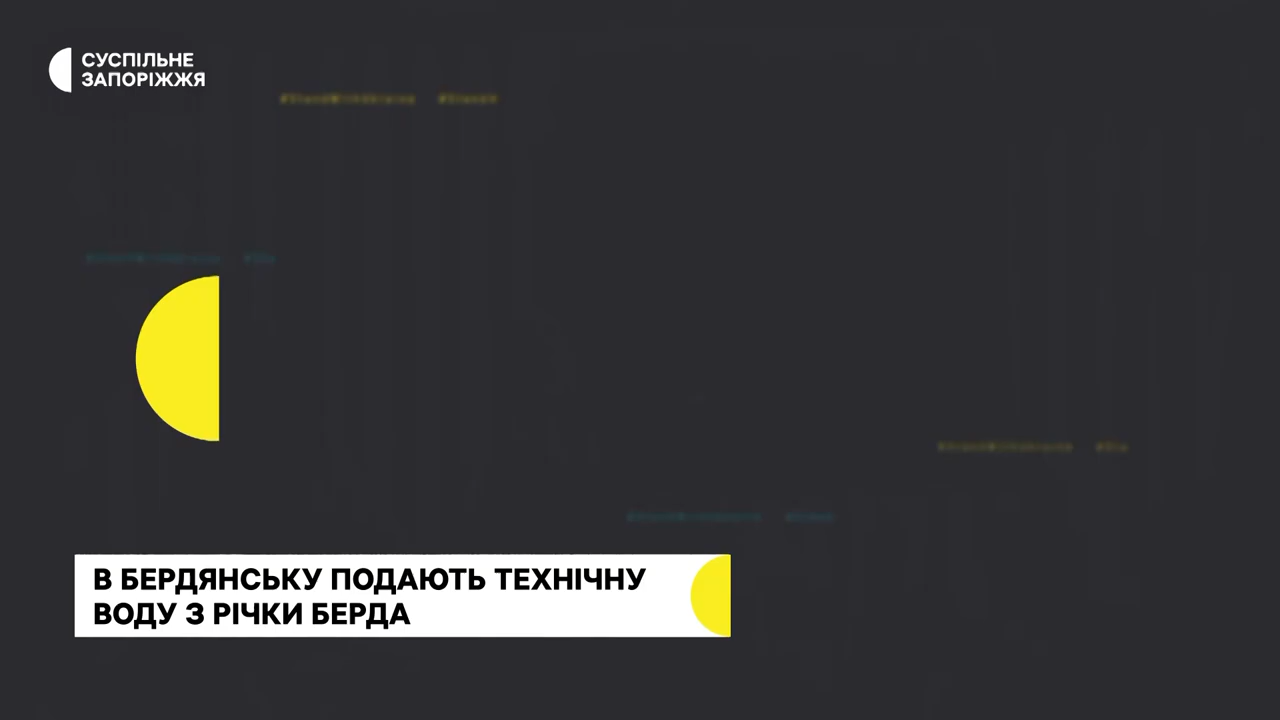 СУСПІЛЬНЕ
ЗАПОРІЖЖЯ
В БЕРДЯНСЬКУ ПОДАЮТЬ ТЕХНІЧНУ
ВОДУ З РІЧКИ БЕРДА